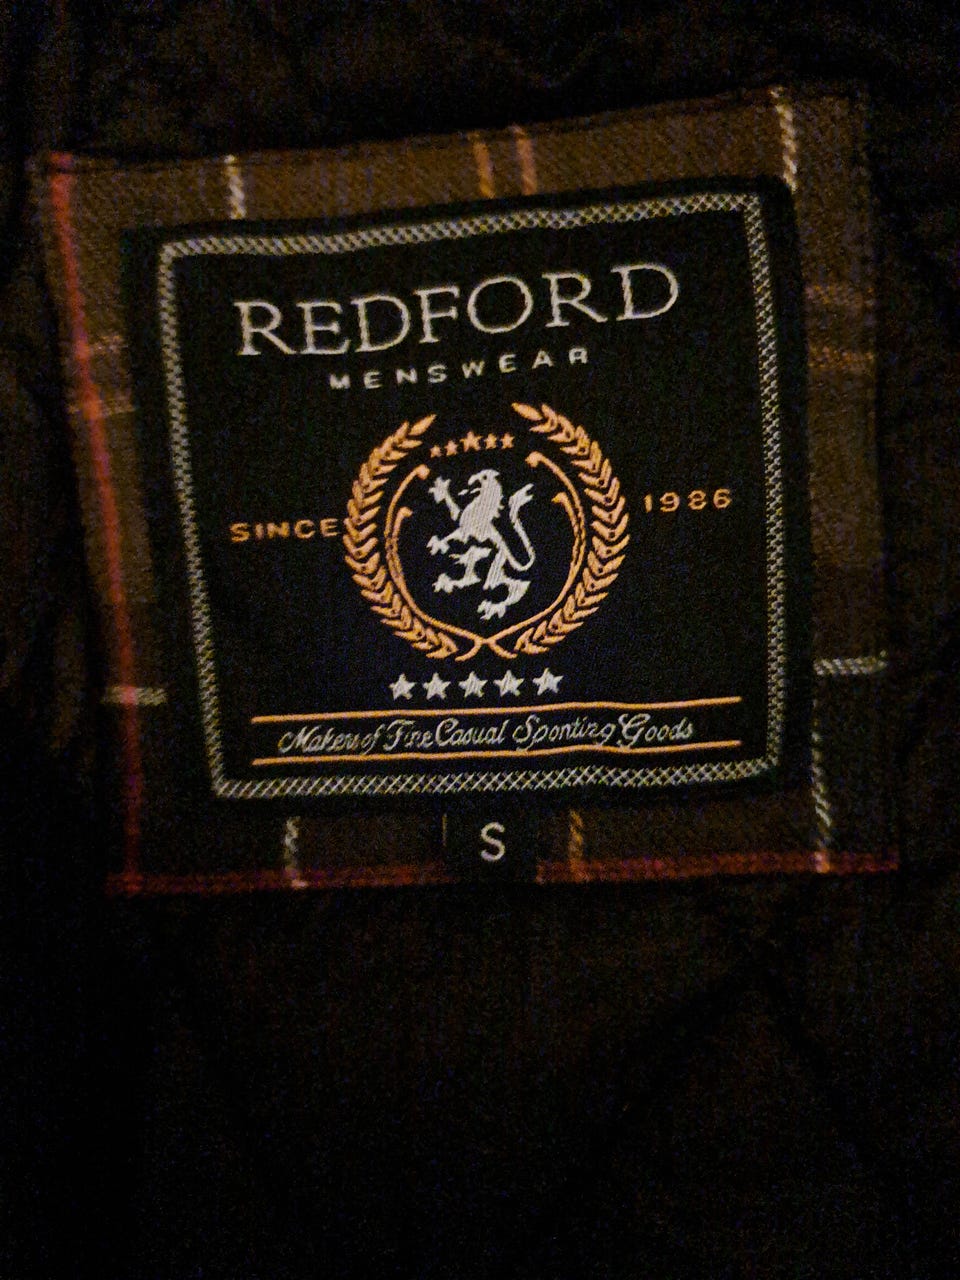 REDFORD
MENSWEAR
SINCE 1986
Makers of Fine Casual Sporting Goods
S